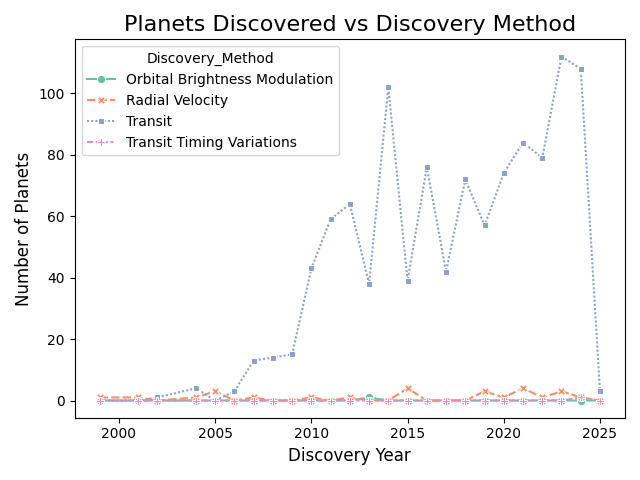 Planets Discovered vs Discovery Method
Discovery_Method
Orbital Brightness Modulation
Radial Velocity
Transit
Transit Timing Variations
Number of Planets
100
80
60
40
20
0
2000
2005
2010
2015
2020
2025
Discovery Year